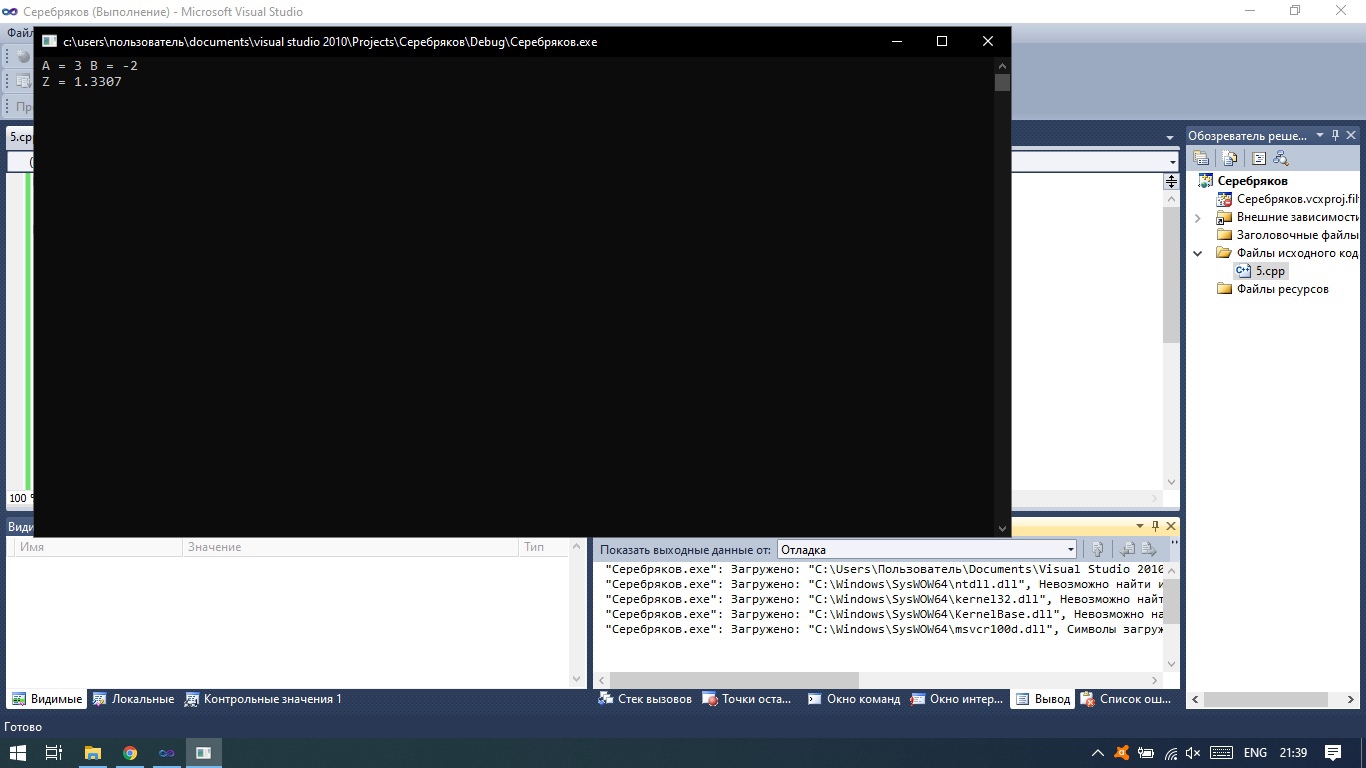 Серебряков (Выполнение) - Microsoft Visual Studio
Файл
c:\users\пользователь\documents\visual studio 2010\Projects\Серебряков\Debug\Серебряков.exe
A = 3 B = -2
Z = 1.3307
5.cpp
Обозреватель реше...
Серебряков
Серебряков.vcxproj.fil
Внешние зависимости
Заголовочные файлы
Файлы исходного код
5.cpp
Файлы ресурсов
100 %
Види
Имя Значение Тип
Показать выходные данные от: Отладка
"Серебряков.exe": Загружено: "C:\Users\Пользователь\Documents\Visual Studio 2010
"Серебряков.exe": Загружено: "C:\Windows\SysWOW64\ntdll.dll", Невозможно найти и
"Серебряков.exe": Загружено: "C:\Windows\SysWOW64\kernel32.dll", Невозможно найт
"Серебряков.exe": Загружено: "C:\Windows\SysWOW64\KernelBase.dll", Невозможно на
"Серебряков.exe": Загружено: "C:\Windows\SysWOW64\msvcr100d.dll", Символы загруж
Видимые Локальные Контрольные значения 1
Стек вызовов Точки оста... Окно команд Окно интер... Вывод Список ош...
Готово
ENG 21:39